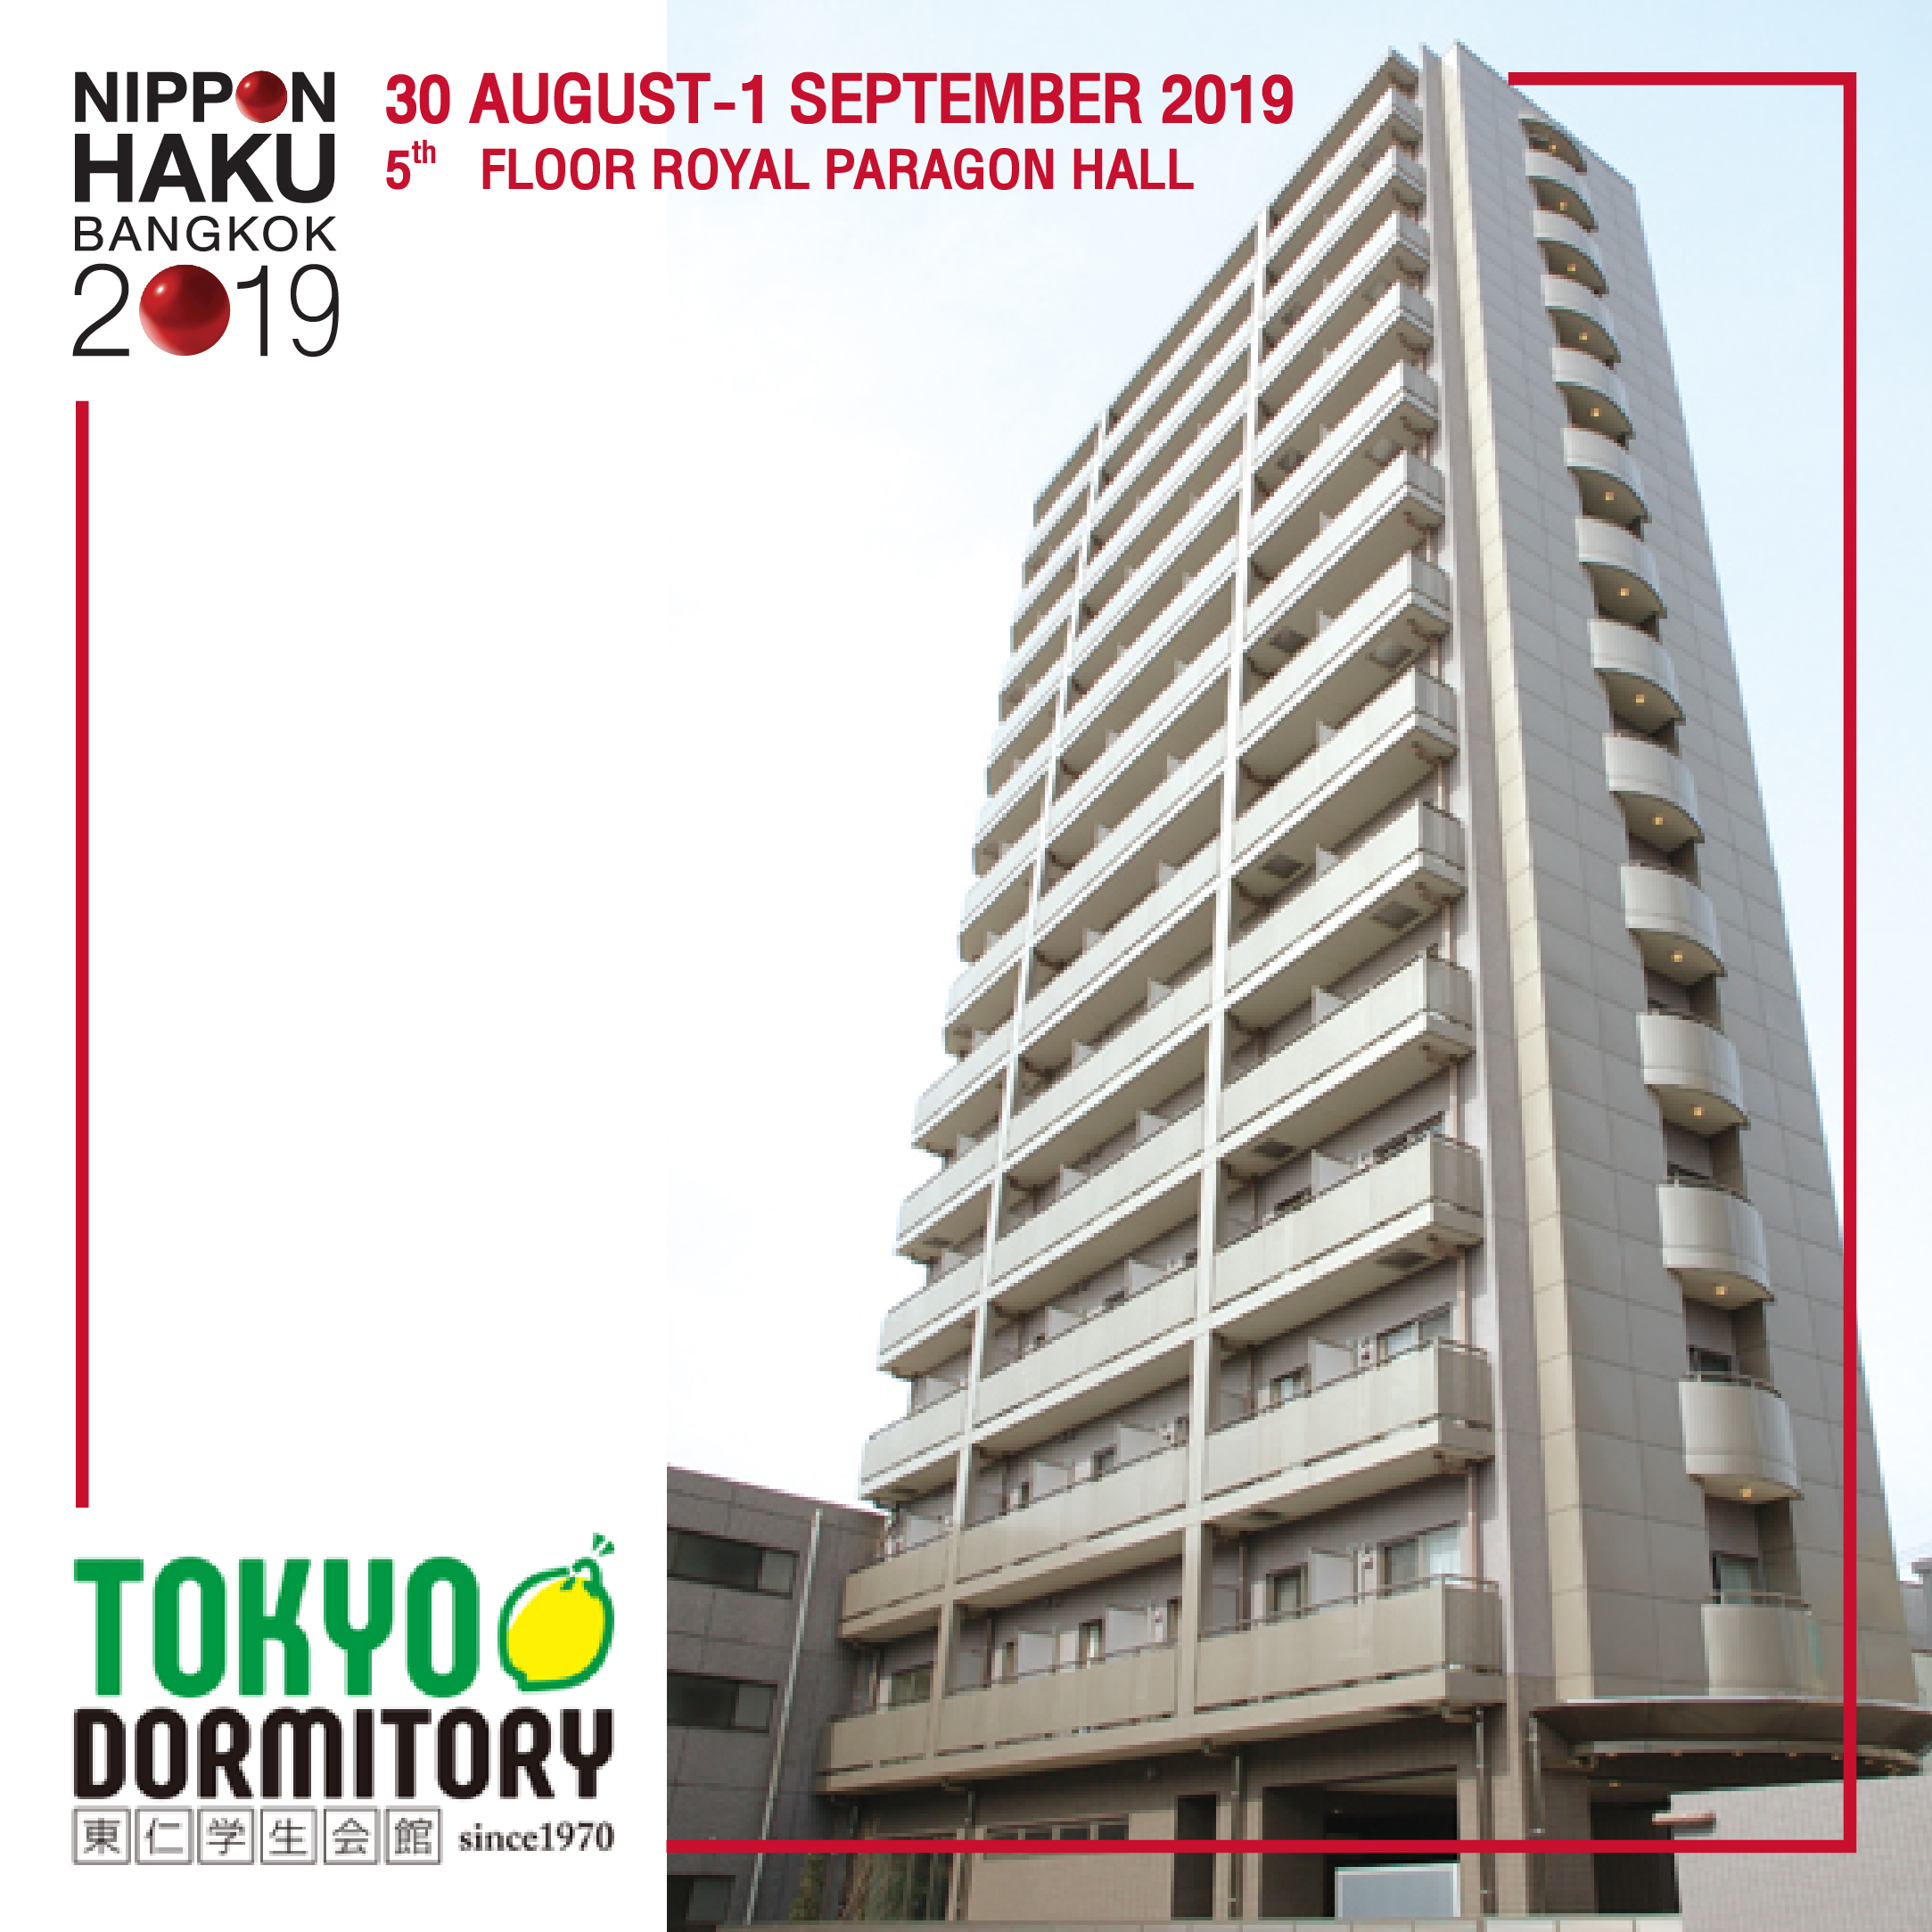 NIPPON
HAKU
BANGKOK
2019
30 AUGUST-1 SEPTEMBER 2019
5th FLOOR ROYAL PARAGON HALL
TOKYO
DORMITORY
東仁学生会館 since1970